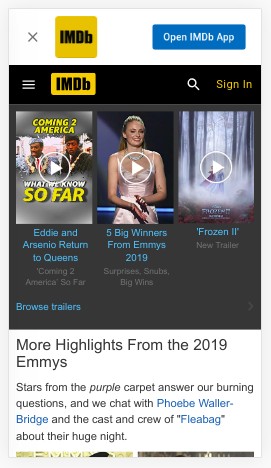 IMDb
Open IMDb App
IMDb
Sign In
COMING 2
AMERICA
WHAT WE KNOW
SO FAR
FROZEN II
Eddie and
Arsenio Return
to Queens
'Coming 2
America' So Far
5 Big Winners
From Emmys
2019
Surprises, Snubs,
Big Wins
'Frozen II'
New Trailer
Browse trailers
More Highlights From the 2019
Emmys
Stars from the purple carpet answer our burning
questions, and we chat with Phoebe Waller-
Bridge and the cast and crew of "Fleabag"
about their huge night.